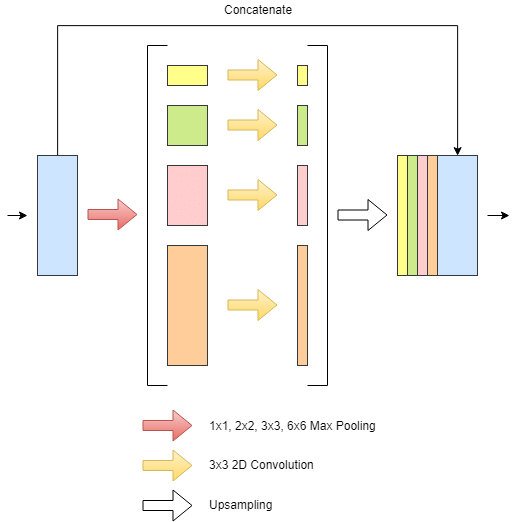 Concatenate
1x1, 2x2, 3x3, 6x6 Max Pooling
3x3 2D Convolution
Upsampling